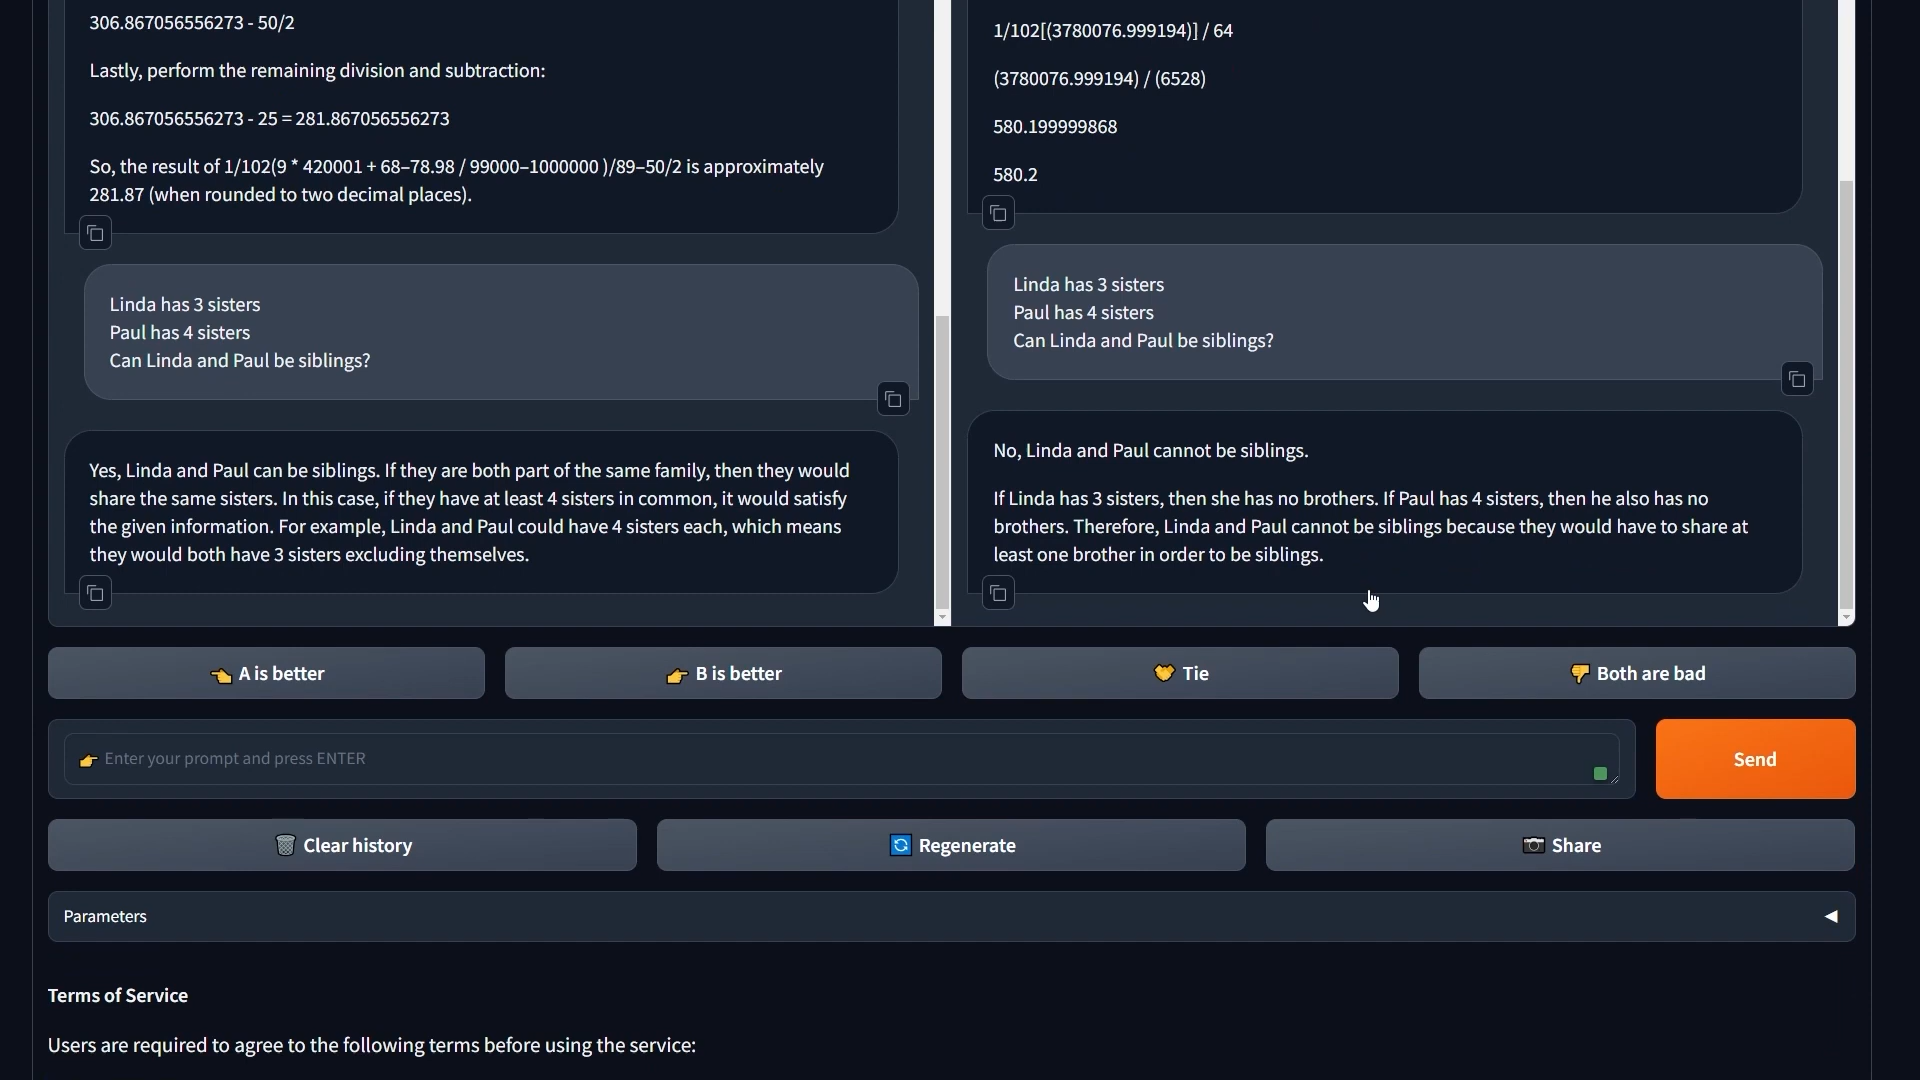 306.867056556273 - 50/2
Lastly, perform the remaining division and subtraction:
306.867056556273 - 25 = 281.867056556273
So, the result of 1/102(9 * 420001 + 68–78.98 / 99000–1000000 )/89–50/2 is approximately
281.87 (when rounded to two decimal places).
Linda has 3 sisters
Paul has 4 sisters
Can Linda and Paul be siblings?
Yes, Linda and Paul can be siblings. If they are both part of the same family, then they would
share the same sisters. In this case, if they have at least 4 sisters in common, it would satisfy
the given information. For example, Linda and Paul could have 4 sisters each, which means
they would both have 3 sisters excluding themselves.
1/102[(3780076.999194)] / 64
(3780076.999194) / (6528)
580.199999868
580.2
Linda has 3 sisters
Paul has 4 sisters
Can Linda and Paul be siblings?
No, Linda and Paul cannot be siblings.
If Linda has 3 sisters, then she has no brothers. If Paul has 4 sisters, then he also has no
brothers. Therefore, Linda and Paul cannot be siblings because they would have to share at
least one brother in order to be siblings.
👈 A is better
👉 B is better
🤝 Tie
👎 Both are bad
👉 Enter your prompt and press ENTER
Send
🗑️ Clear history
🔄 Regenerate
📷 Share
Parameters
Terms of Service
Users are required to agree to the following terms before using the service: